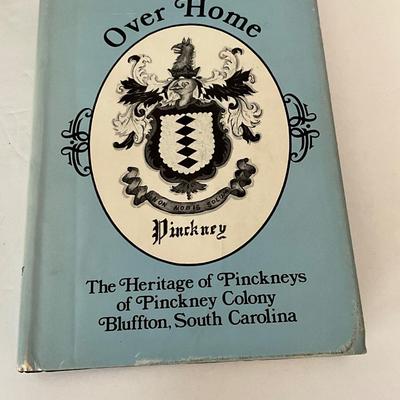 Over Home
NON NOBIS SOLUM
Pinckney
The Heritage of Pinckneys
of Pinckney Colony
Bluffton, South Carolina